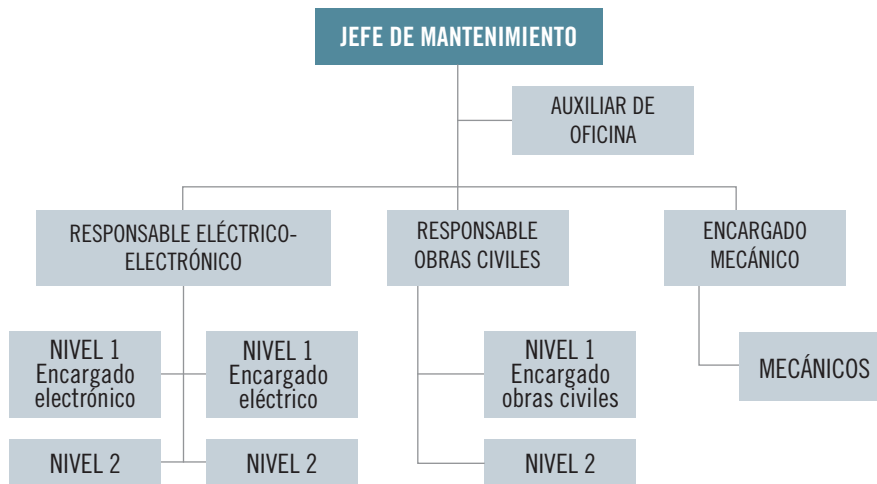 JEFE DE MANTENIMIENTO
AUXILIAR DE
OFICINA
RESPONSABLE ELÉCTRICO-
ELECTRÓNICO
RESPONSABLE
OBRAS CIVILES
ENCARGADO
MECÁNICO
NIVEL 1
Encargado
electrónico
NIVEL 1
Encargado
eléctrico
NIVEL 1
Encargado
obras civiles
MECÁNICOS
NIVEL 2
NIVEL 2
NIVEL 2